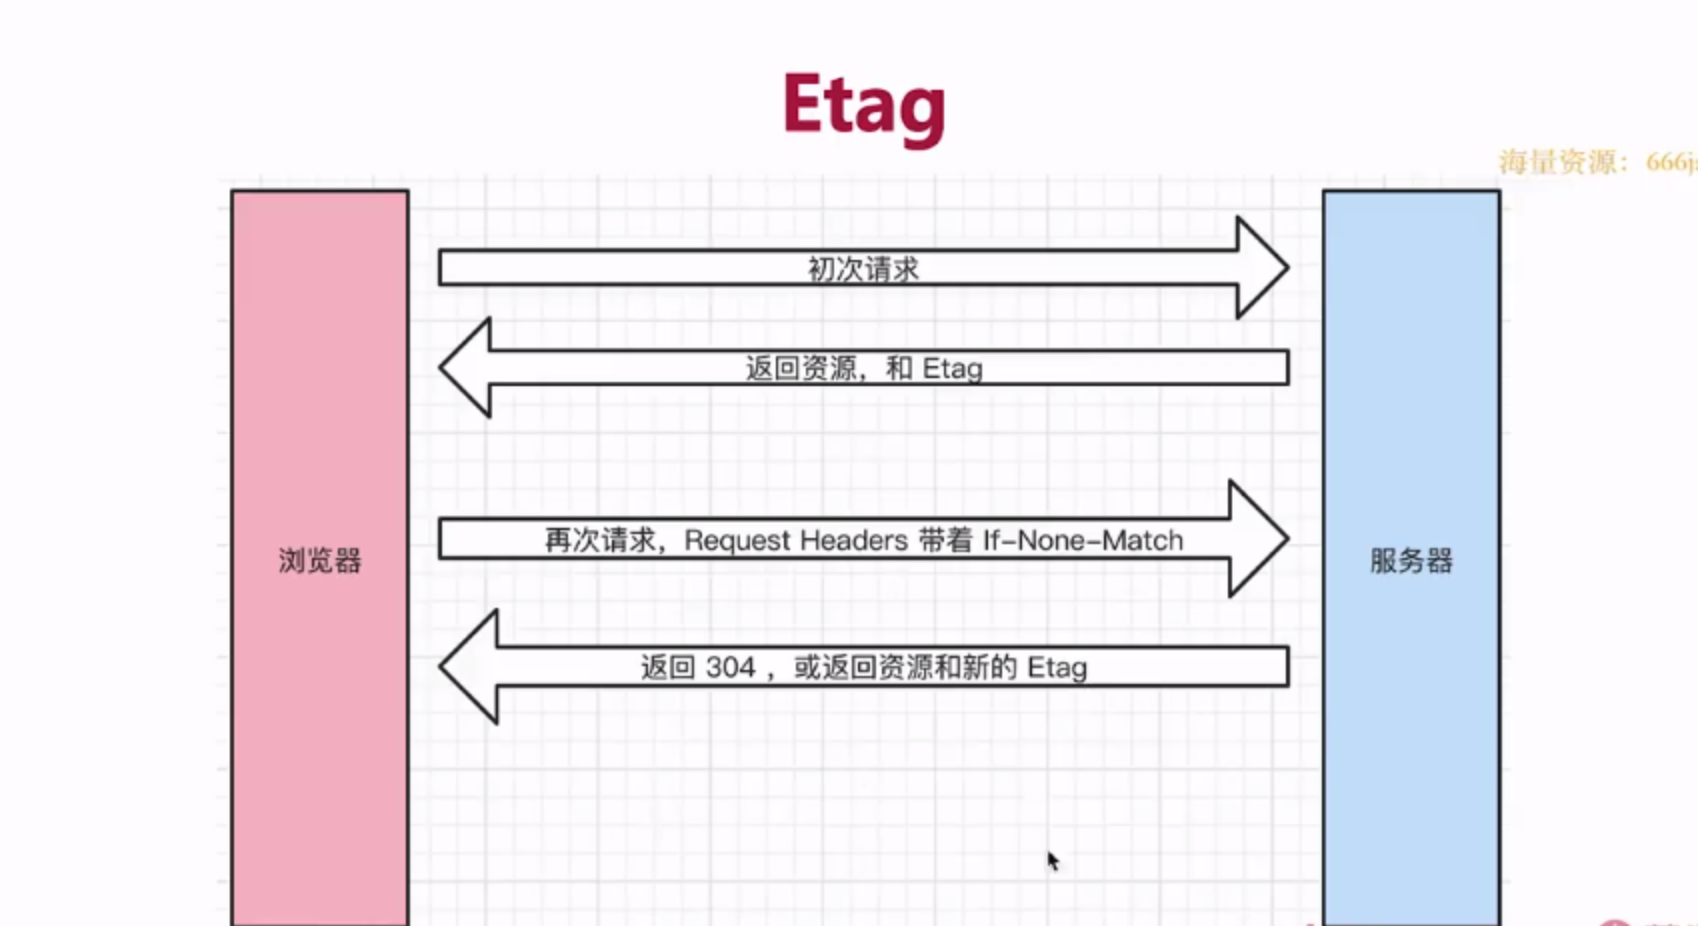 Etag
海量资源：666j
初次请求
返回资源，和 Etag
再次请求，Request Headers 带着 If-None-Match
浏览器
服务器
返回 304 ，或返回资源和新的 Etag